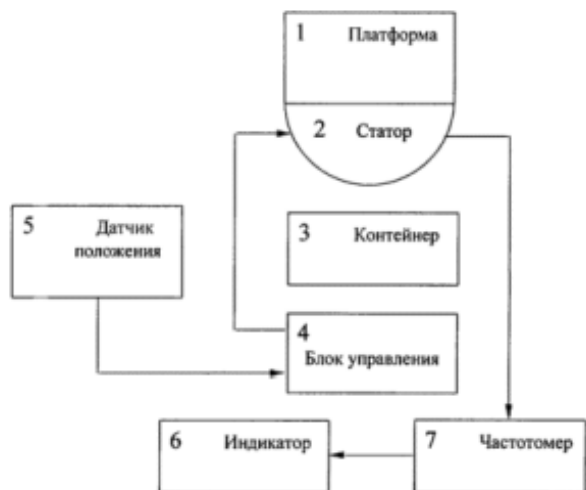 1 Платформа
2 Статор
5 Датчик
положения
3 Контейнер
4
Блок управления
6 Индикатор
7 Частотомер